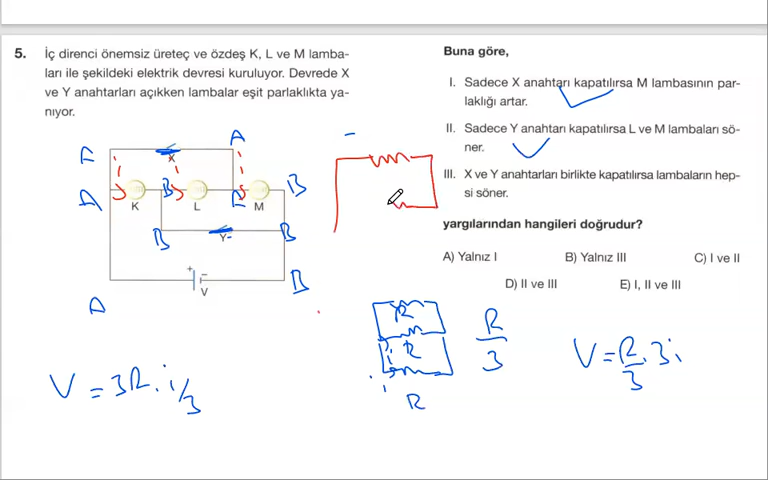 5. İç direnci önemsiz üreteç ve özdeş K, L ve M lamba-
ları ile şekildeki elektrik devresi kuruluyor. Devrede X
ve Y anahtarları açıkken lambalar eşit parlaklıkta ya-
nıyor.
A
X
A
B
B
K
L
M
B
Y
B
+ -
V
B
A
V = 3R . i/3
Buna göre,
I. Sadece X anahtarı kapatılırsa M lambasının par-
laklığı artar.
II. Sadece Y anahtarı kapatılırsa L ve M lambaları sö-
ner.
III. X ve Y anahtarları birlikte kapatılırsa lambaların hep-
si söner.
yargılarından hangileri doğrudur?
A) Yalnız I B) Yalnız III C) I ve II
D) II ve III E) I, II ve III
R
R
R
R/3
V = R/3 . 3i